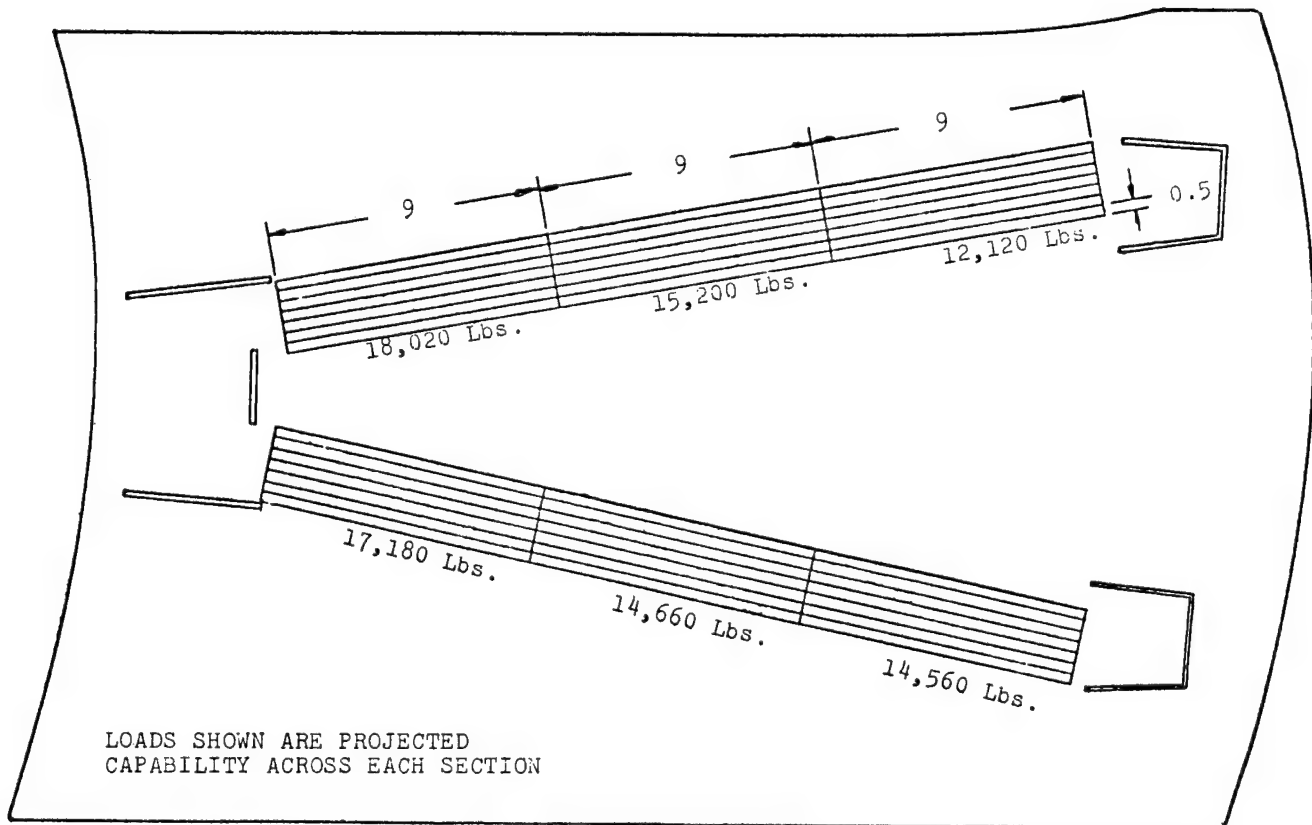 9
9
9
0.5
12,120 Lbs.
15,200 Lbs.
18,020 Lbs.
17,180 Lbs.
14,660 Lbs.
14,560 Lbs.
LOADS SHOWN ARE PROJECTED
CAPABILITY ACROSS EACH SECTION